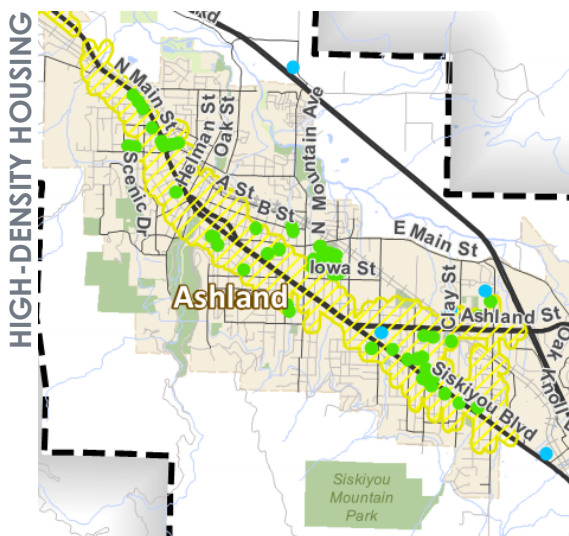 HIGH-DENSITY HOUSING
N Main St
Helman St
Oak St
Scenic Dr
A St
B St
N Mountain Ave
E Main St
Iowa St
Ashland
Clay St
Ashland St
Siskiyou Blvd
Oak Knoll
Siskiyou
Mountain
Park